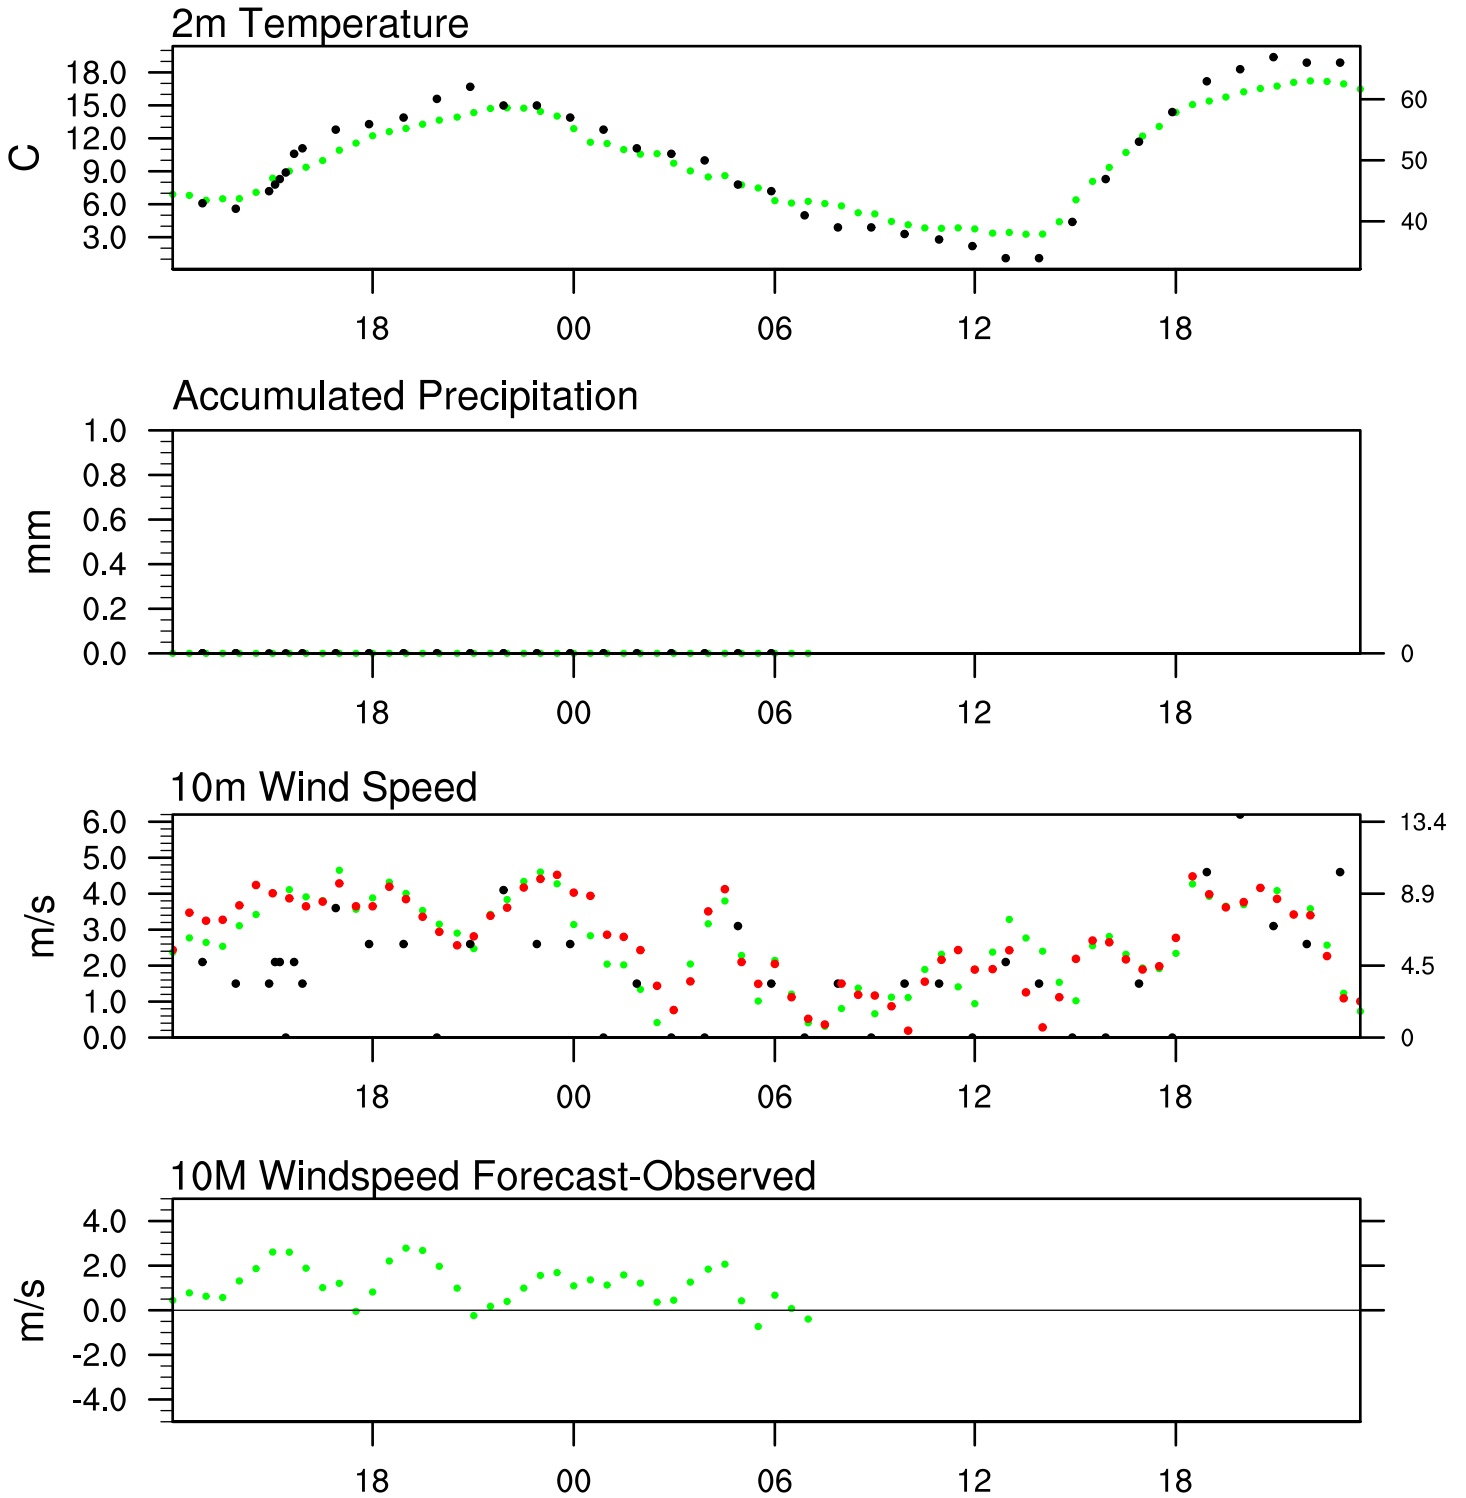 2m Temperature
18.0
15.0
12.0
9.0
6.0
3.0
C
60
50
40
18 00 06 12 18
Accumulated Precipitation
1.0
0.8
0.6
0.4
0.2
0.0
mm
0
18 00 06 12 18
10m Wind Speed
6.0
5.0
4.0
3.0
2.0
1.0
0.0
m/s
13.4
8.9
4.5
0
18 00 06 12 18
10M Windspeed Forecast-Observed
4.0
2.0
0.0
-2.0
-4.0
m/s
18 00 06 12 18